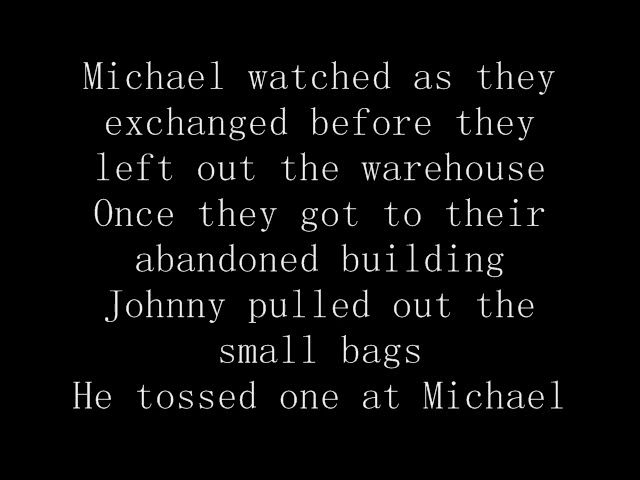 Michael watched as they
exchanged before they
left out the warehouse
Once they got to their
abandoned building
Johnny pulled out the
small bags
He tossed one at Michael